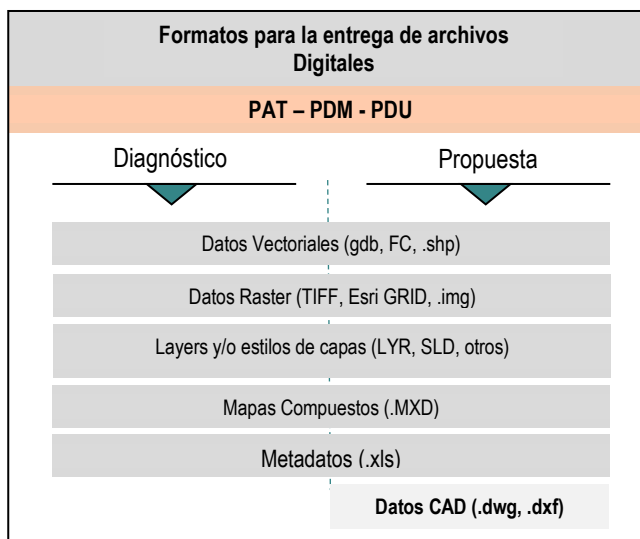 Formatos para la entrega de archivos
Digitales
PAT – PDM - PDU
Diagnóstico
Propuesta
Datos Vectoriales (gdb, FC, .shp)
Datos Raster (TIFF, Esri GRID, .img)
Layers y/o estilos de capas (LYR, SLD, otros)
Mapas Compuestos (.MXD)
Metadatos (.xls)
Datos CAD (.dwg, .dxf)